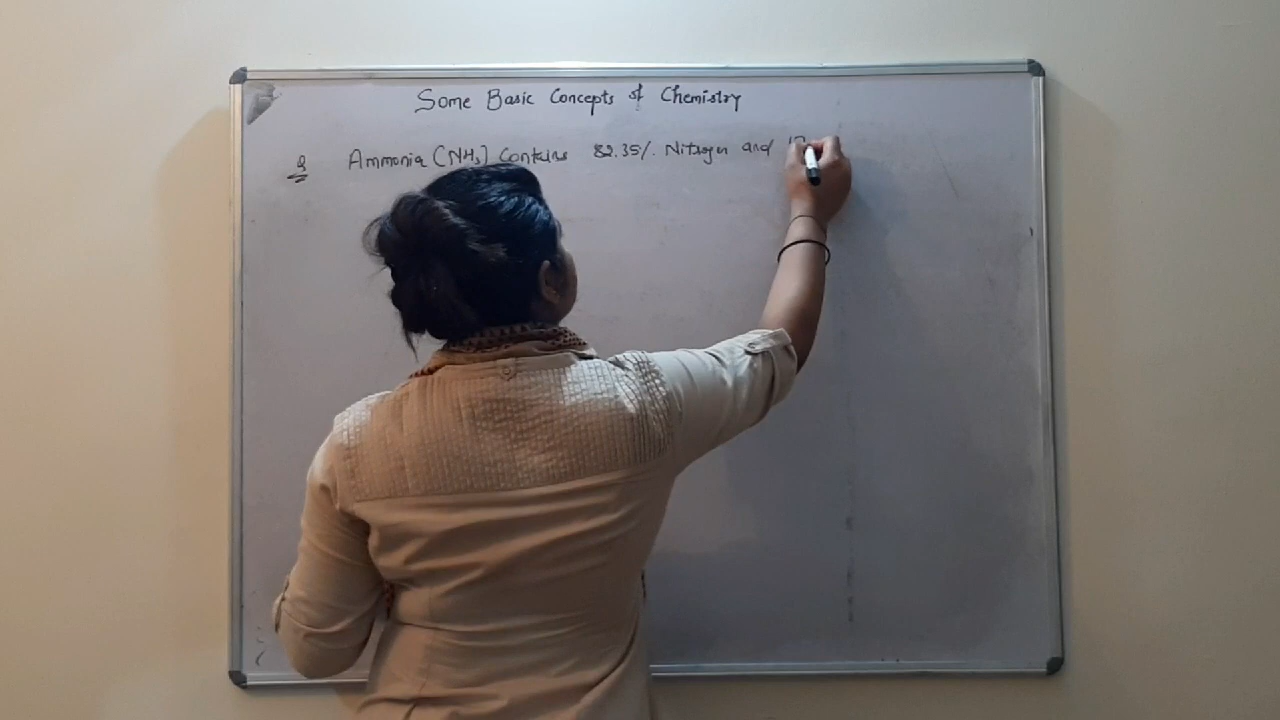 Some Basic Concepts of Chemistry
Q Ammonia (NH₃) Contains 82.35%. Nitrogen and